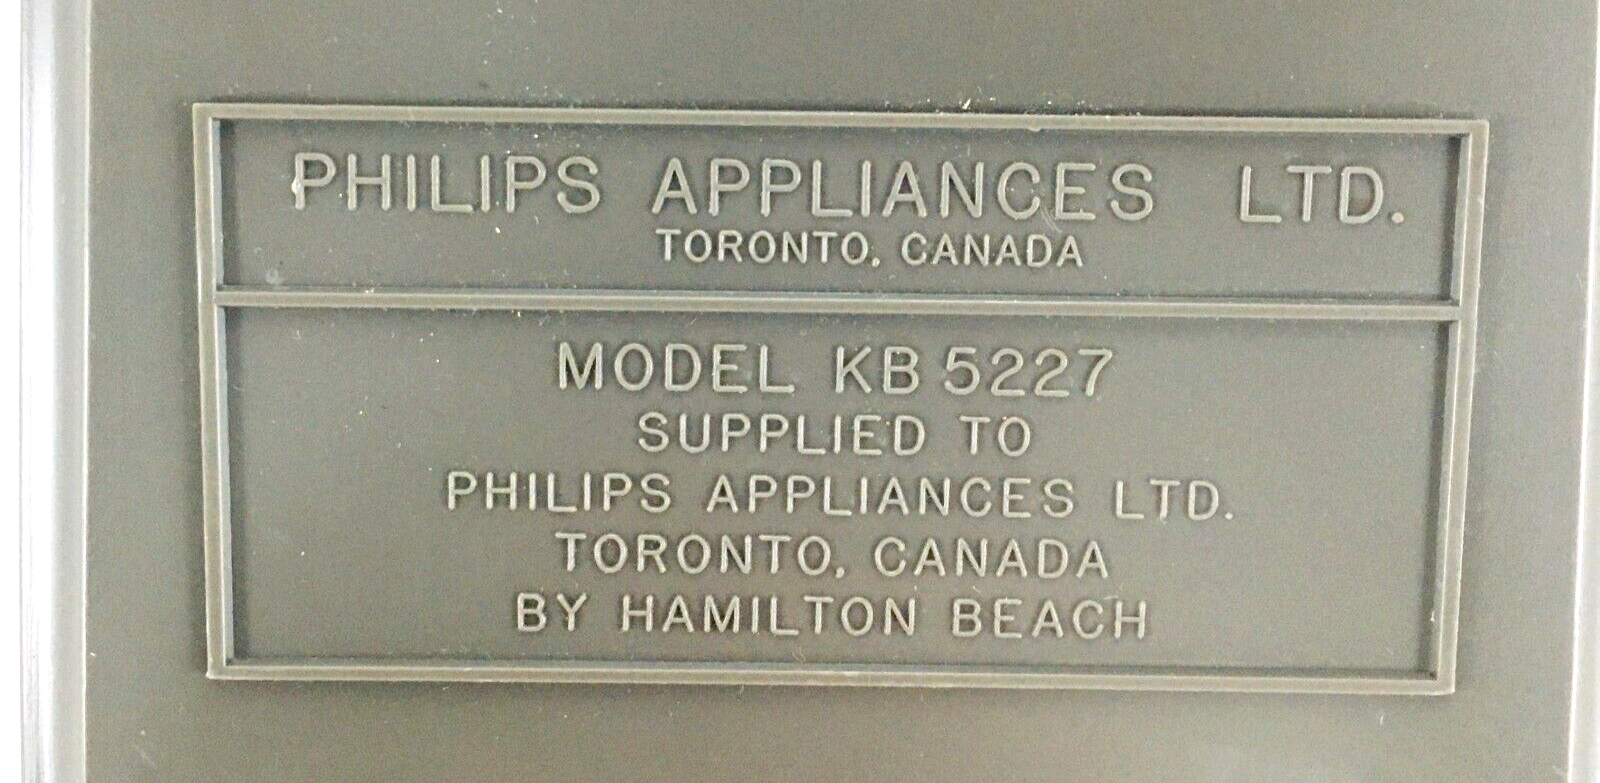 PHILIPS APPLIANCES LTD.
TORONTO, CANADA
MODEL KB 5227
SUPPLIED TO
PHILIPS APPLIANCES LTD.
TORONTO, CANADA
BY HAMILTON BEACH